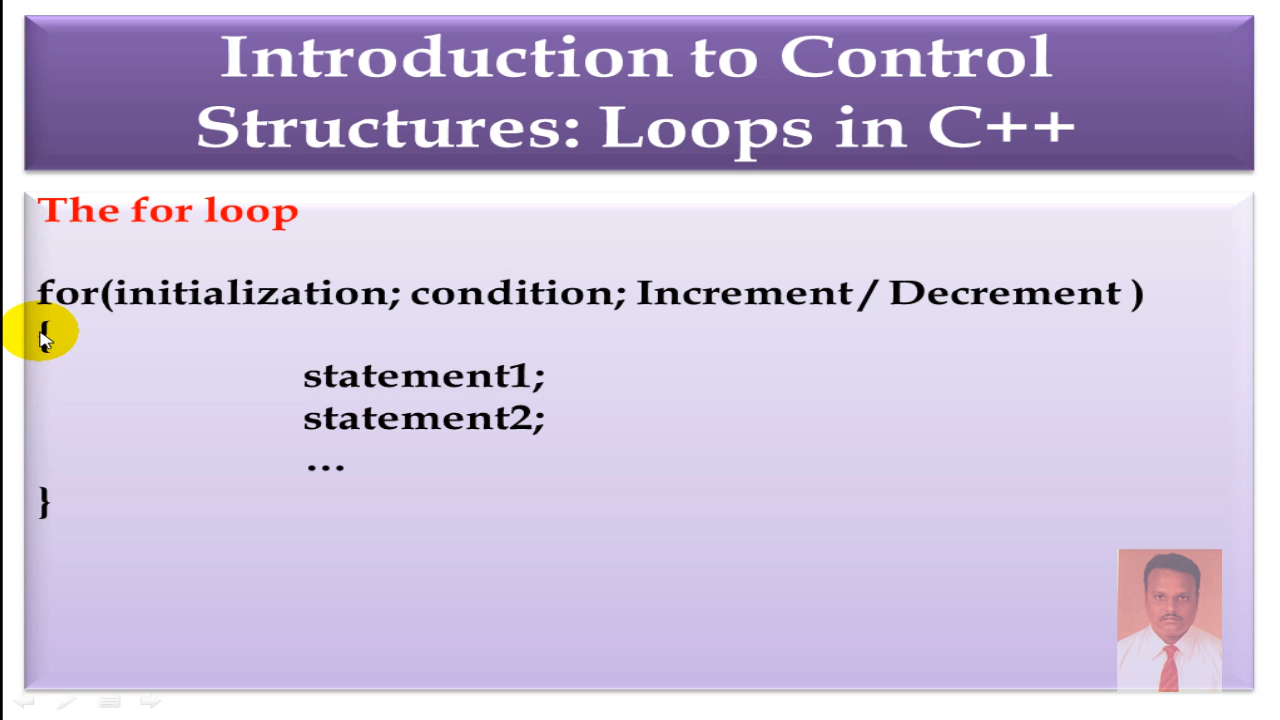 Introduction to Control
Structures: Loops in C++
The for loop
for(initialization; condition; Increment / Decrement )
{
statement1;
statement2;
...
}